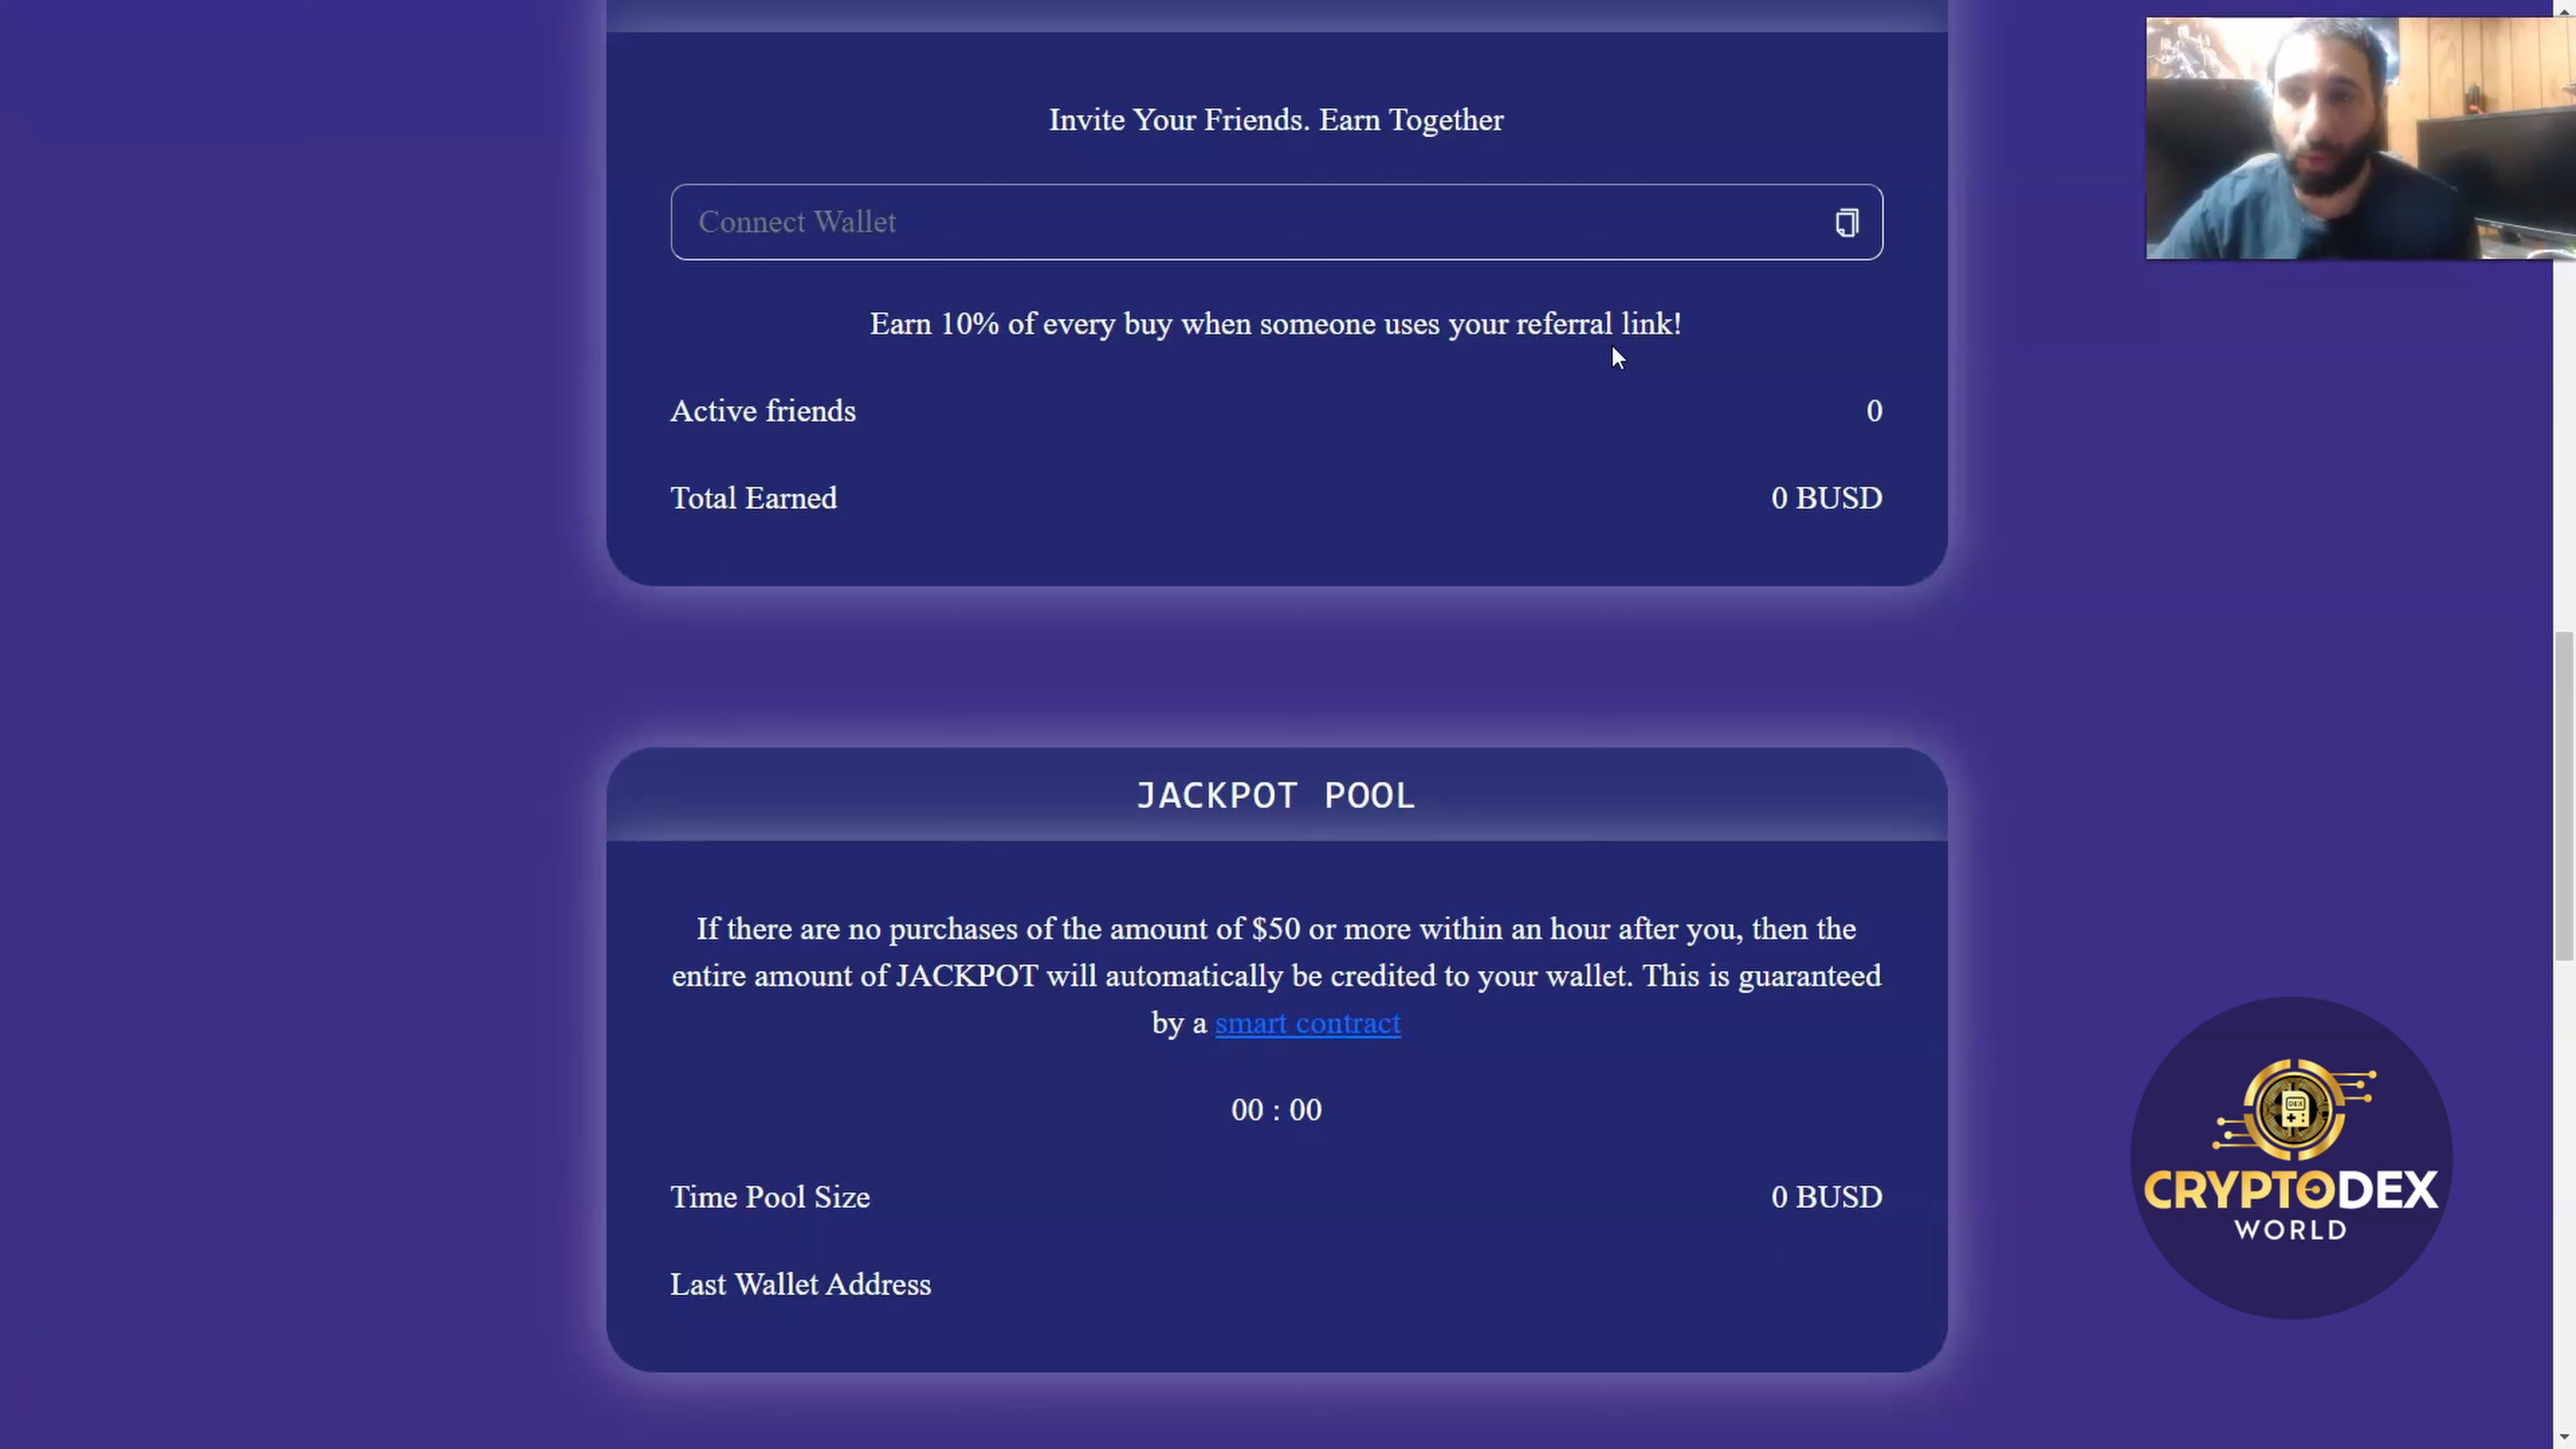 Invite Your Friends. Earn Together
Connect Wallet
Earn 10% of every buy when someone uses your referral link!
Active friends 0
Total Earned 0 BUSD
JACKPOT POOL
If there are no purchases of the amount of $50 or more within an hour after you, then the
entire amount of JACKPOT will automatically be credited to your wallet. This is guaranteed
by a smart contract
00 : 00
Time Pool Size 0 BUSD
Last Wallet Address
DEX
CRYPTODEX
WORLD